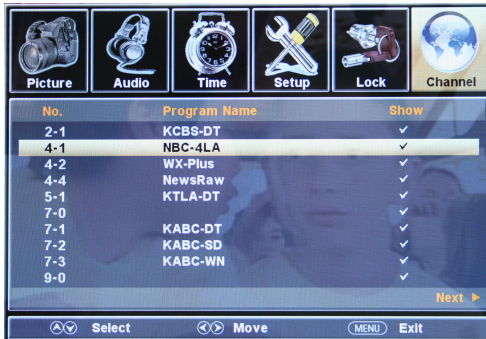 Picture Audio Time Setup Lock Channel
No. Program Name Show
2-1 KCBS-DT
4-1 NBC-4LA
4-2 WX-Plus
4-4 NewsRaw
5-1 KTLA-DT
7-0
7-1 KABC-DT
7-2 KABC-SD
7-3 KABC-WN
9-0
Next
Select Move MENU Exit